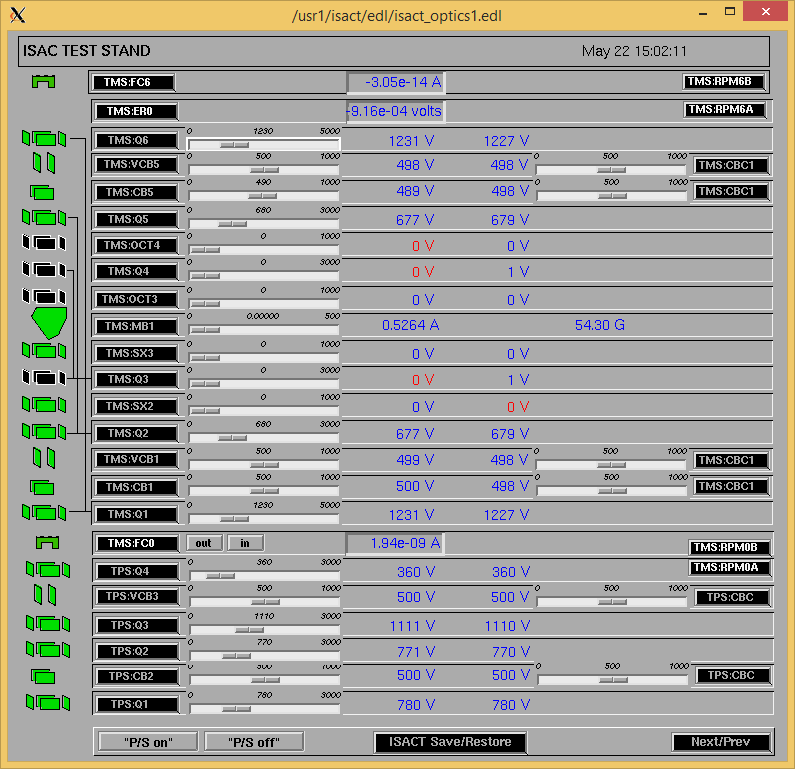 /usr1/isact/edl/isact_optics1.edl
ISAC TEST STAND May 22 15:02:11
TMS:FC6 -3.05e-14 A TMS:RPM6B
TMS:ER0 -9.16e-04 volts TMS:RPM6A
0 1230 5000
TMS:Q6 1231 V 1227 V
0 500 1000 0 500 1000
TMS:VCB5 498 V 498 V TMS:CBC1
0 490 1000 0 500 1000
TMS:CB5 489 V 498 V TMS:CBC1
0 680 3000
TMS:Q5 677 V 679 V
0 0 1000
TMS:OCT4 0 V 0 V
0 0 3000
TMS:Q4 0 V 1 V
0 0 1000
TMS:OCT3 0 V 0 V
0 0.00000 500
TMS:MB1 0.5264 A 54.30 G
0 0 1000
TMS:SX3 0 V 0 V
0 0 3000
TMS:Q3 0 V 1 V
0 0 1000
TMS:SX2 0 V 0 V
0 680 3000
TMS:Q2 677 V 679 V
0 500 1000 0 500 1000
TMS:VCB1 499 V 498 V TMS:CBC1
0 500 1000 0 500 1000
TMS:CB1 500 V 498 V TMS:CBC1
0 1230 5000
TMS:Q1 1231 V 1227 V
TMS:FC0 out in 1.94e-09 A TMS:RPM0B
0 360 3000 TMS:RPM0A
TPS:Q4 360 V 360 V
0 500 1000 0 500 1000
TPS:VCB3 500 V 500 V TPS:CBC
0 1110 3000
TPS:Q3 1111 V 1110 V
0 770 3000
TPS:Q2 771 V 770 V
0 500 1000 0 500 1000
TPS:CB2 500 V 500 V TPS:CBC
0 780 3000
TPS:Q1 780 V 780 V
"P/S on" "P/S off" ISACT Save/Restore Next/Prev